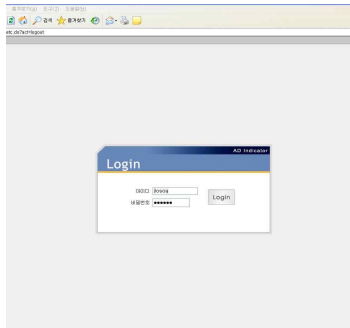 즐겨찾기(A) 도구(T) 도움말(H)
검색 즐겨찾기
etc.do?act=logout
AD Indicator
Login
아이디
비밀번호 ●●●●●●
Login